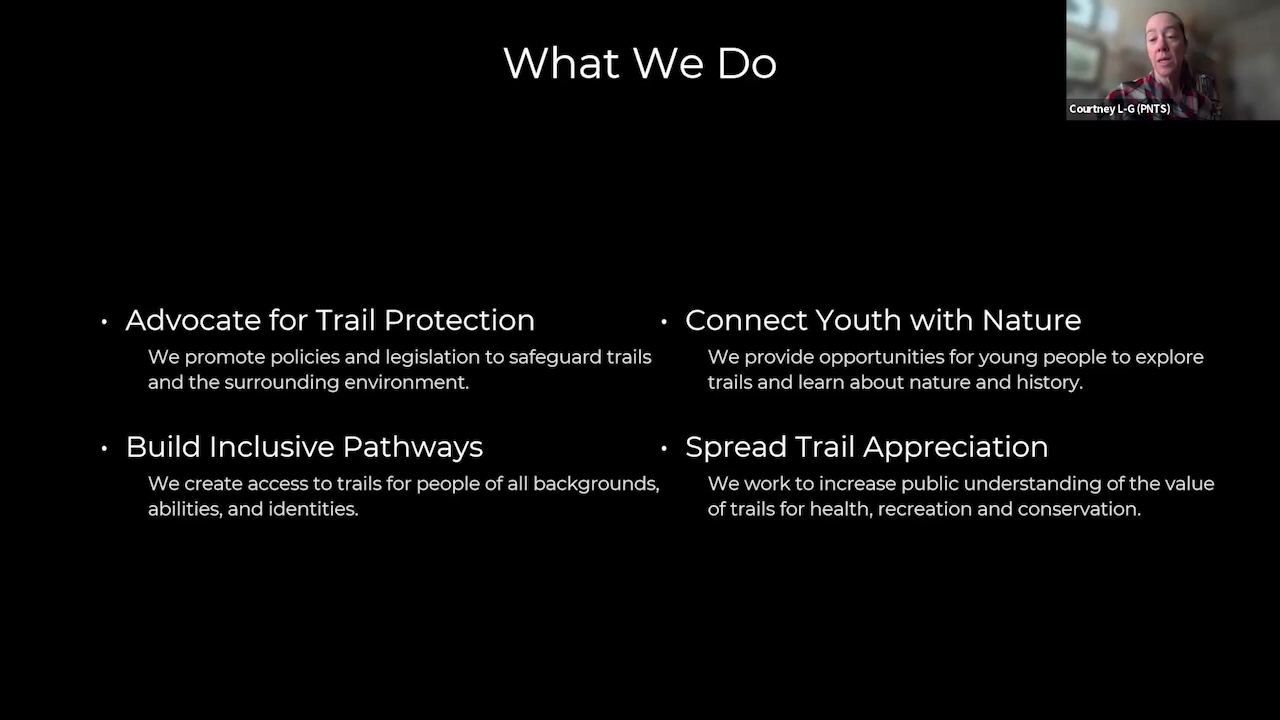 What We Do
Courtney L-G (PNTS)
• Advocate for Trail Protection
We promote policies and legislation to safeguard trails
and the surrounding environment.
• Build Inclusive Pathways
We create access to trails for people of all backgrounds,
abilities, and identities.
• Connect Youth with Nature
We provide opportunities for young people to explore
trails and learn about nature and history.
• Spread Trail Appreciation
We work to increase public understanding of the value
of trails for health, recreation and conservation.